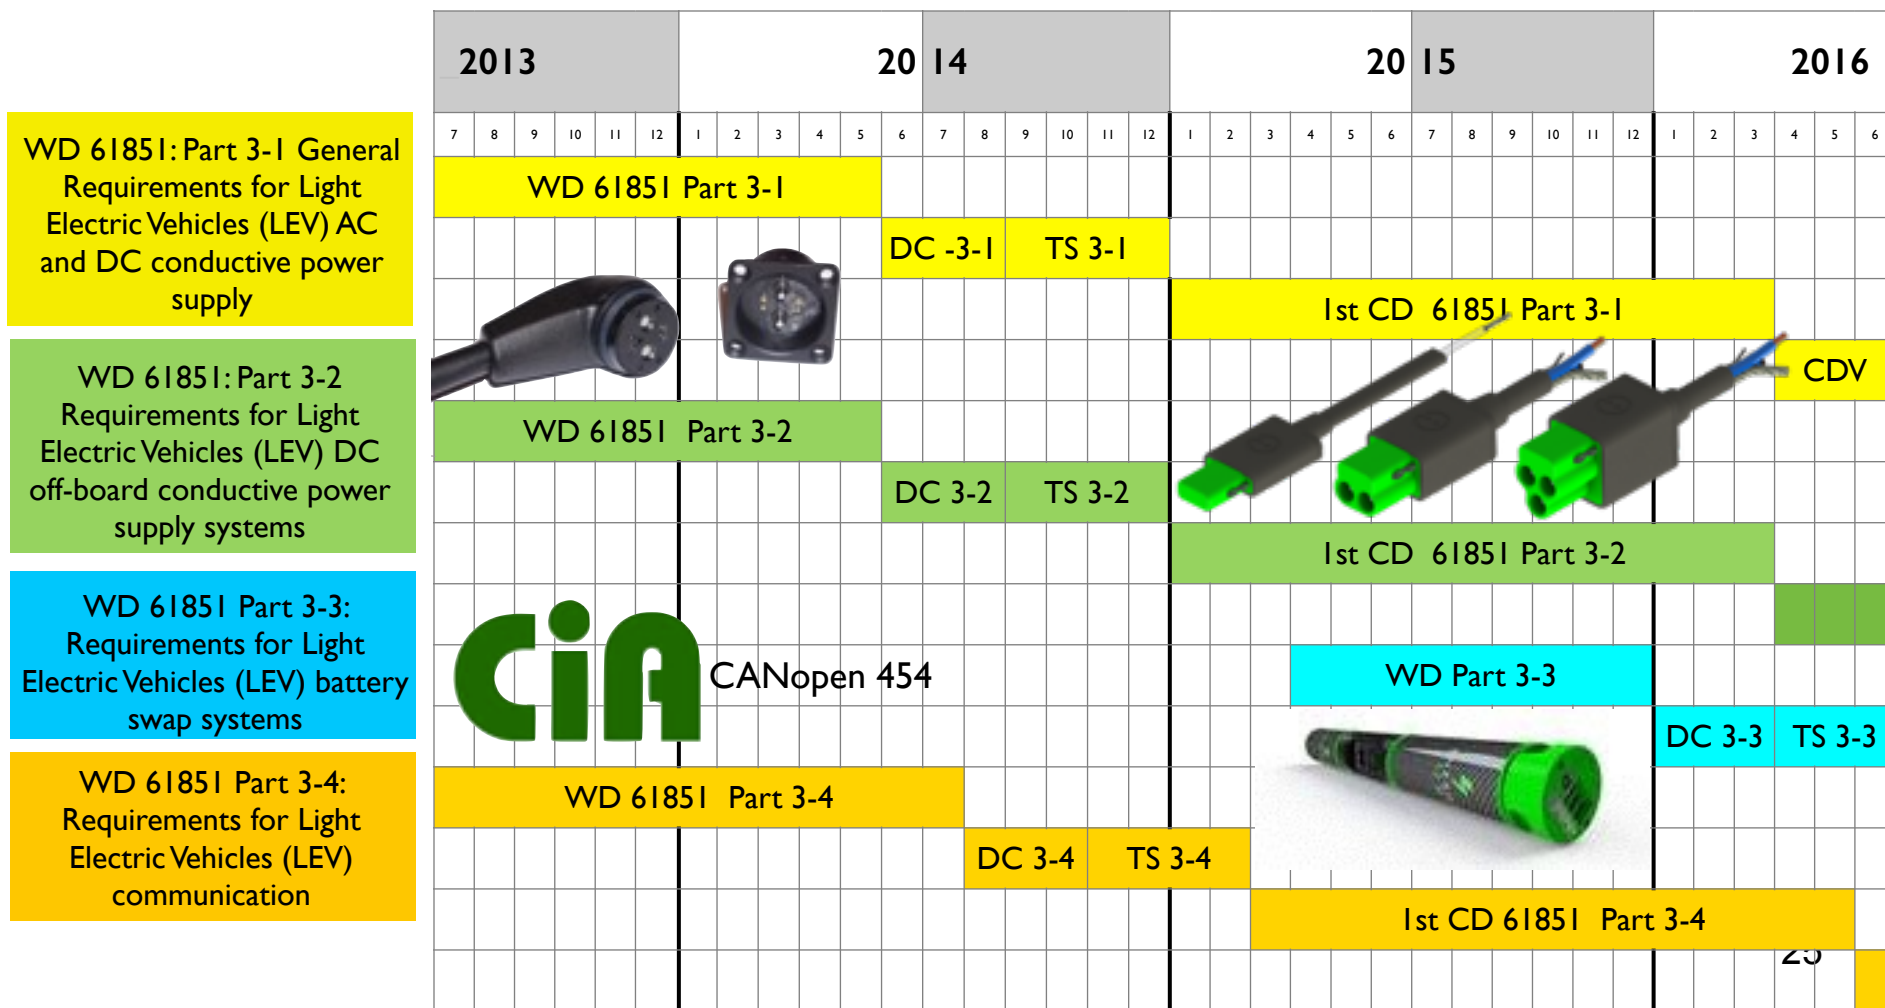 2013 2014 2015 2016
7 8 9 10 11 12 1 2 3 4 5 6 7 8 9 10 11 12 1 2 3 4 5 6 7 8 9 10 11 12 1 2 3 4 5 6
WD 61851: Part 3-1 General
Requirements for Light
Electric Vehicles (LEV) AC
and DC conductive power
supply
WD 61851 Part 3-1
DC -3-1 TS 3-1
1st CD 61851 Part 3-1
CDV
WD 61851: Part 3-2
Requirements for Light
Electric Vehicles (LEV) DC
off-board conductive power
supply systems
WD 61851 Part 3-2
DC 3-2 TS 3-2
1st CD 61851 Part 3-2
WD 61851 Part 3-3:
Requirements for Light
Electric Vehicles (LEV) battery
swap systems
CiA CANopen 454
WD Part 3-3
DC 3-3 TS 3-3
WD 61851 Part 3-4:
Requirements for Light
Electric Vehicles (LEV)
communication
WD 61851 Part 3-4
DC 3-4 TS 3-4
1st CD 61851 Part 3-4
25